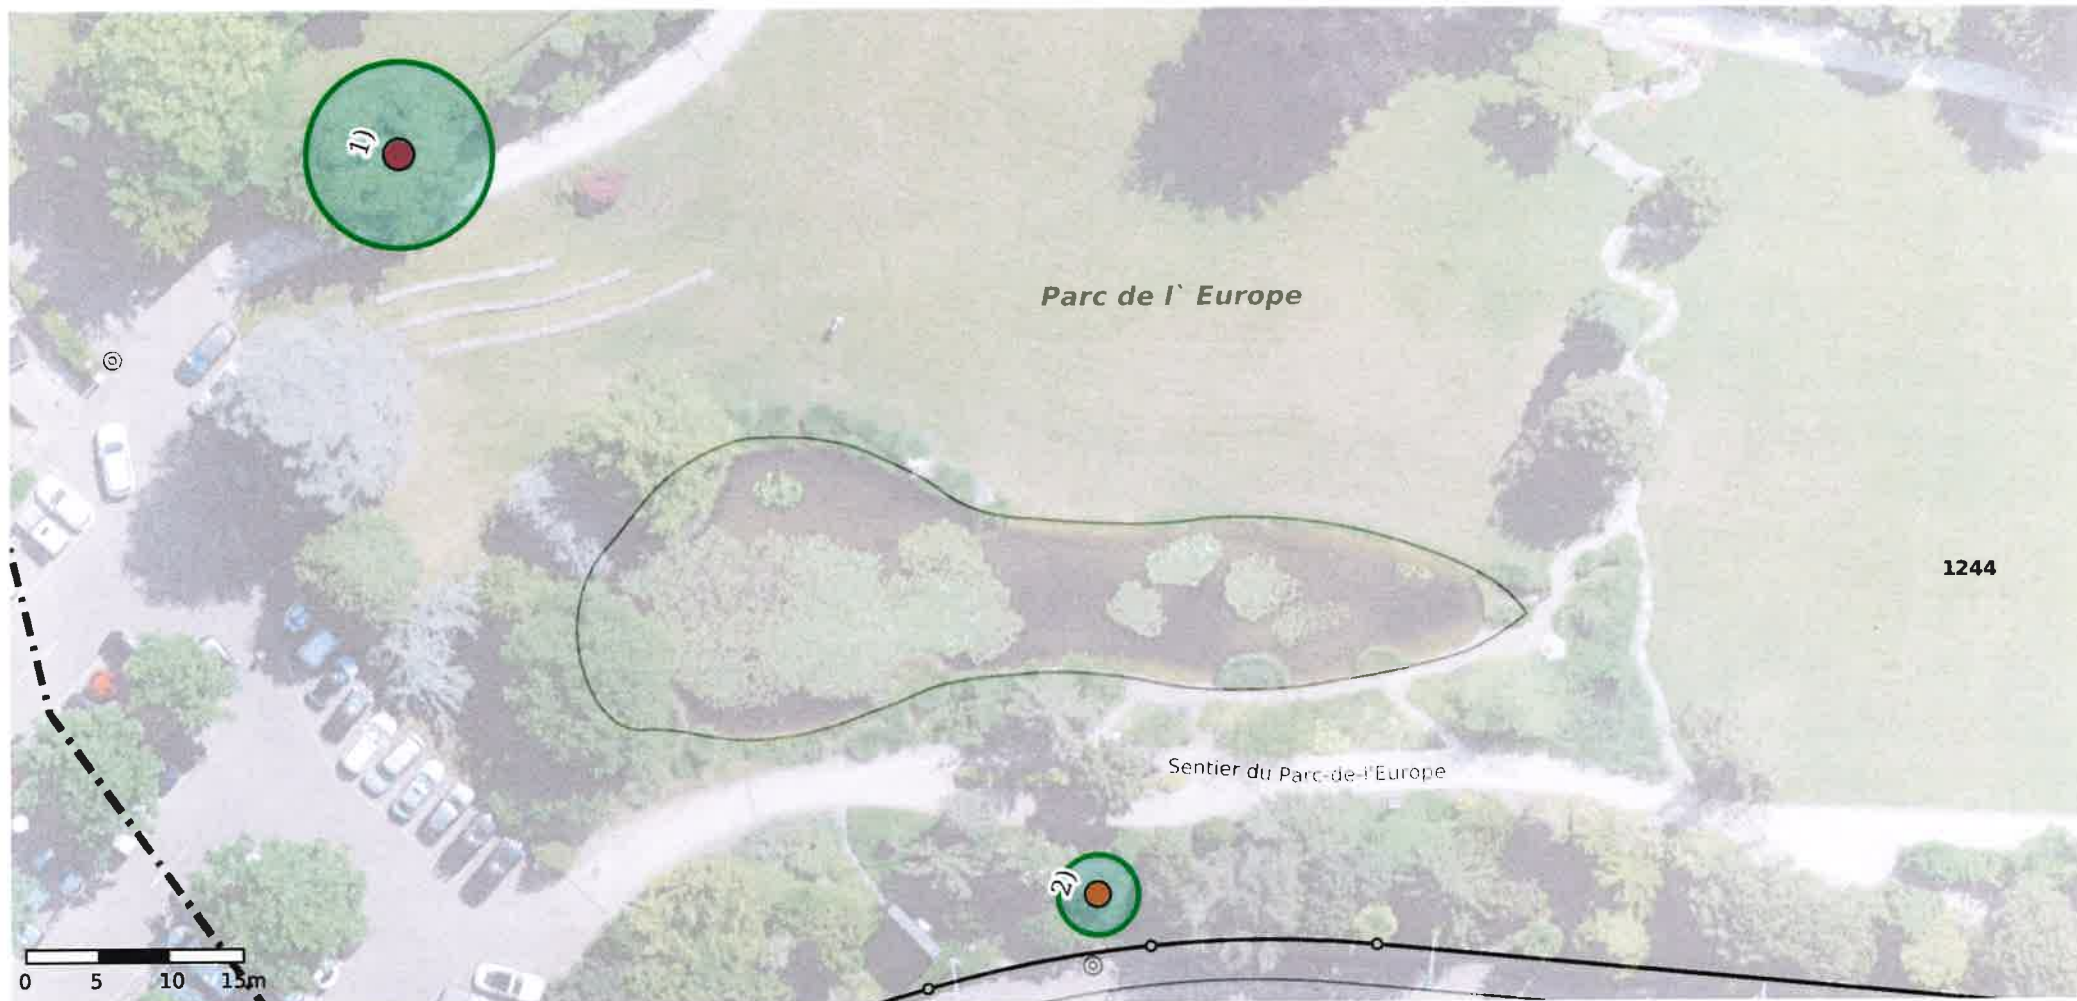 1)
Parc de l` Europe
1244
Sentier du Parc-de-l'Europe
2)
0 5 10 15m